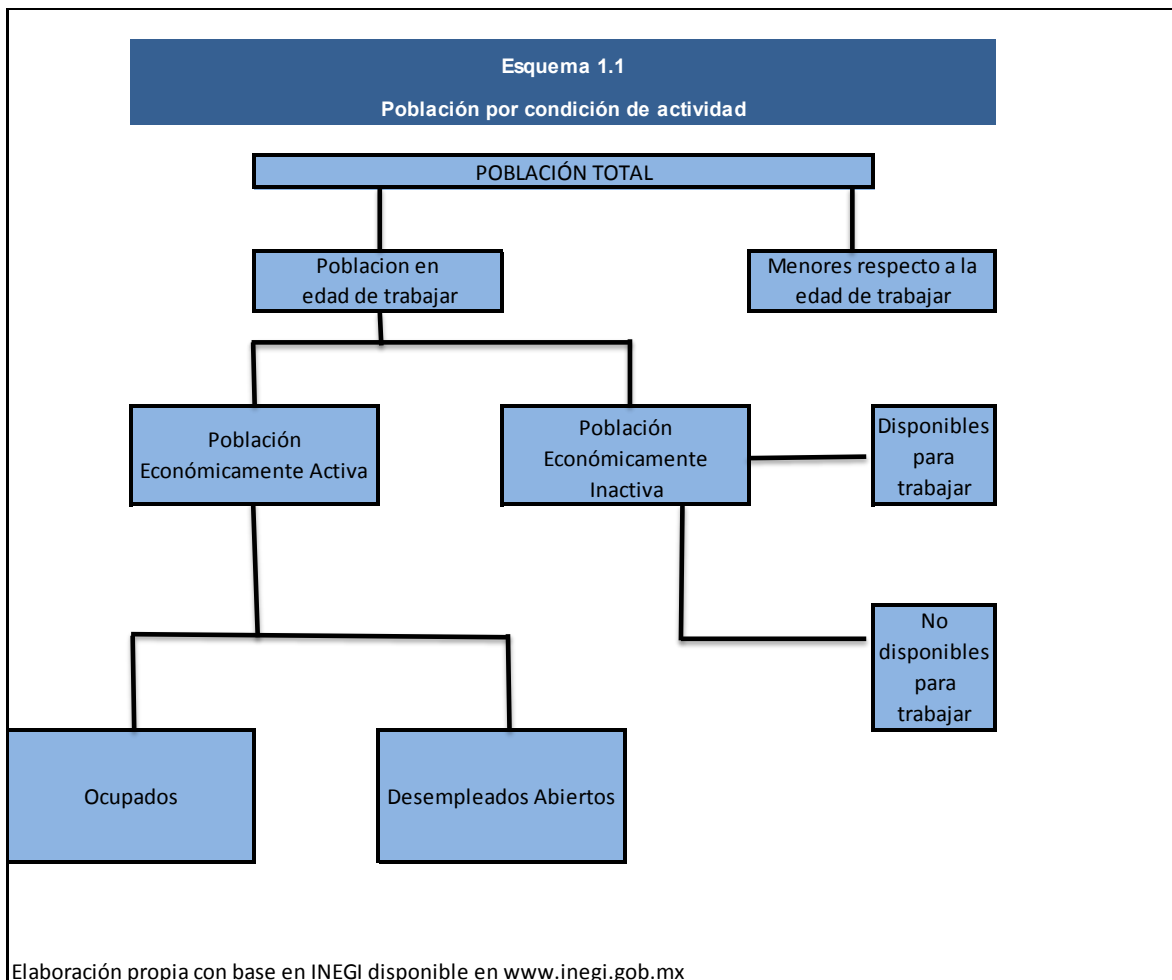 Esquema 1.1
Población por condición de actividad
POBLACIÓN TOTAL
Poblacion en
edad de trabajar
Menores respecto a la
edad de trabajar
Población
Económicamente Activa
Población
Económicamente
Inactiva
Disponibles
para
trabajar
No
disponibles
para
trabajar
Ocupados
Desempleados Abiertos
Elaboración propia con base en INEGI disponible en www.inegi.gob.mx